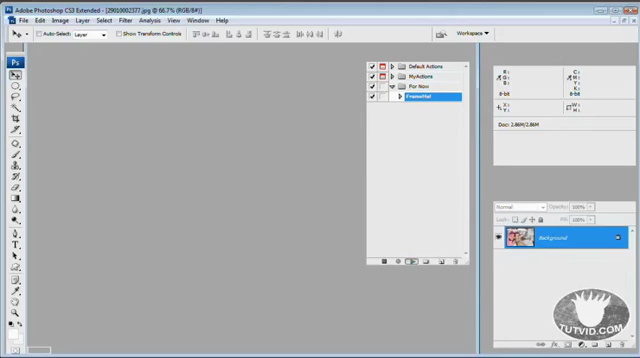 Adobe Photoshop CS3 Extended - [29010002377.jpg @ 66.7% (RGB/8#)]
File Edit Image Layer Select Filter Analysis View Window Help
Auto-Select: Layer Show Transform Controls Workspace
Ps
Default Actions
MyActions
For Now
FrameMat
R: G: B: C: M: Y: K:
8-bit 8-bit
X: Y: W: H:
Doc: 2.86M/2.86M
Normal Opacity: 100%
Lock: Fill: 100%
Background
TUTVID.COM